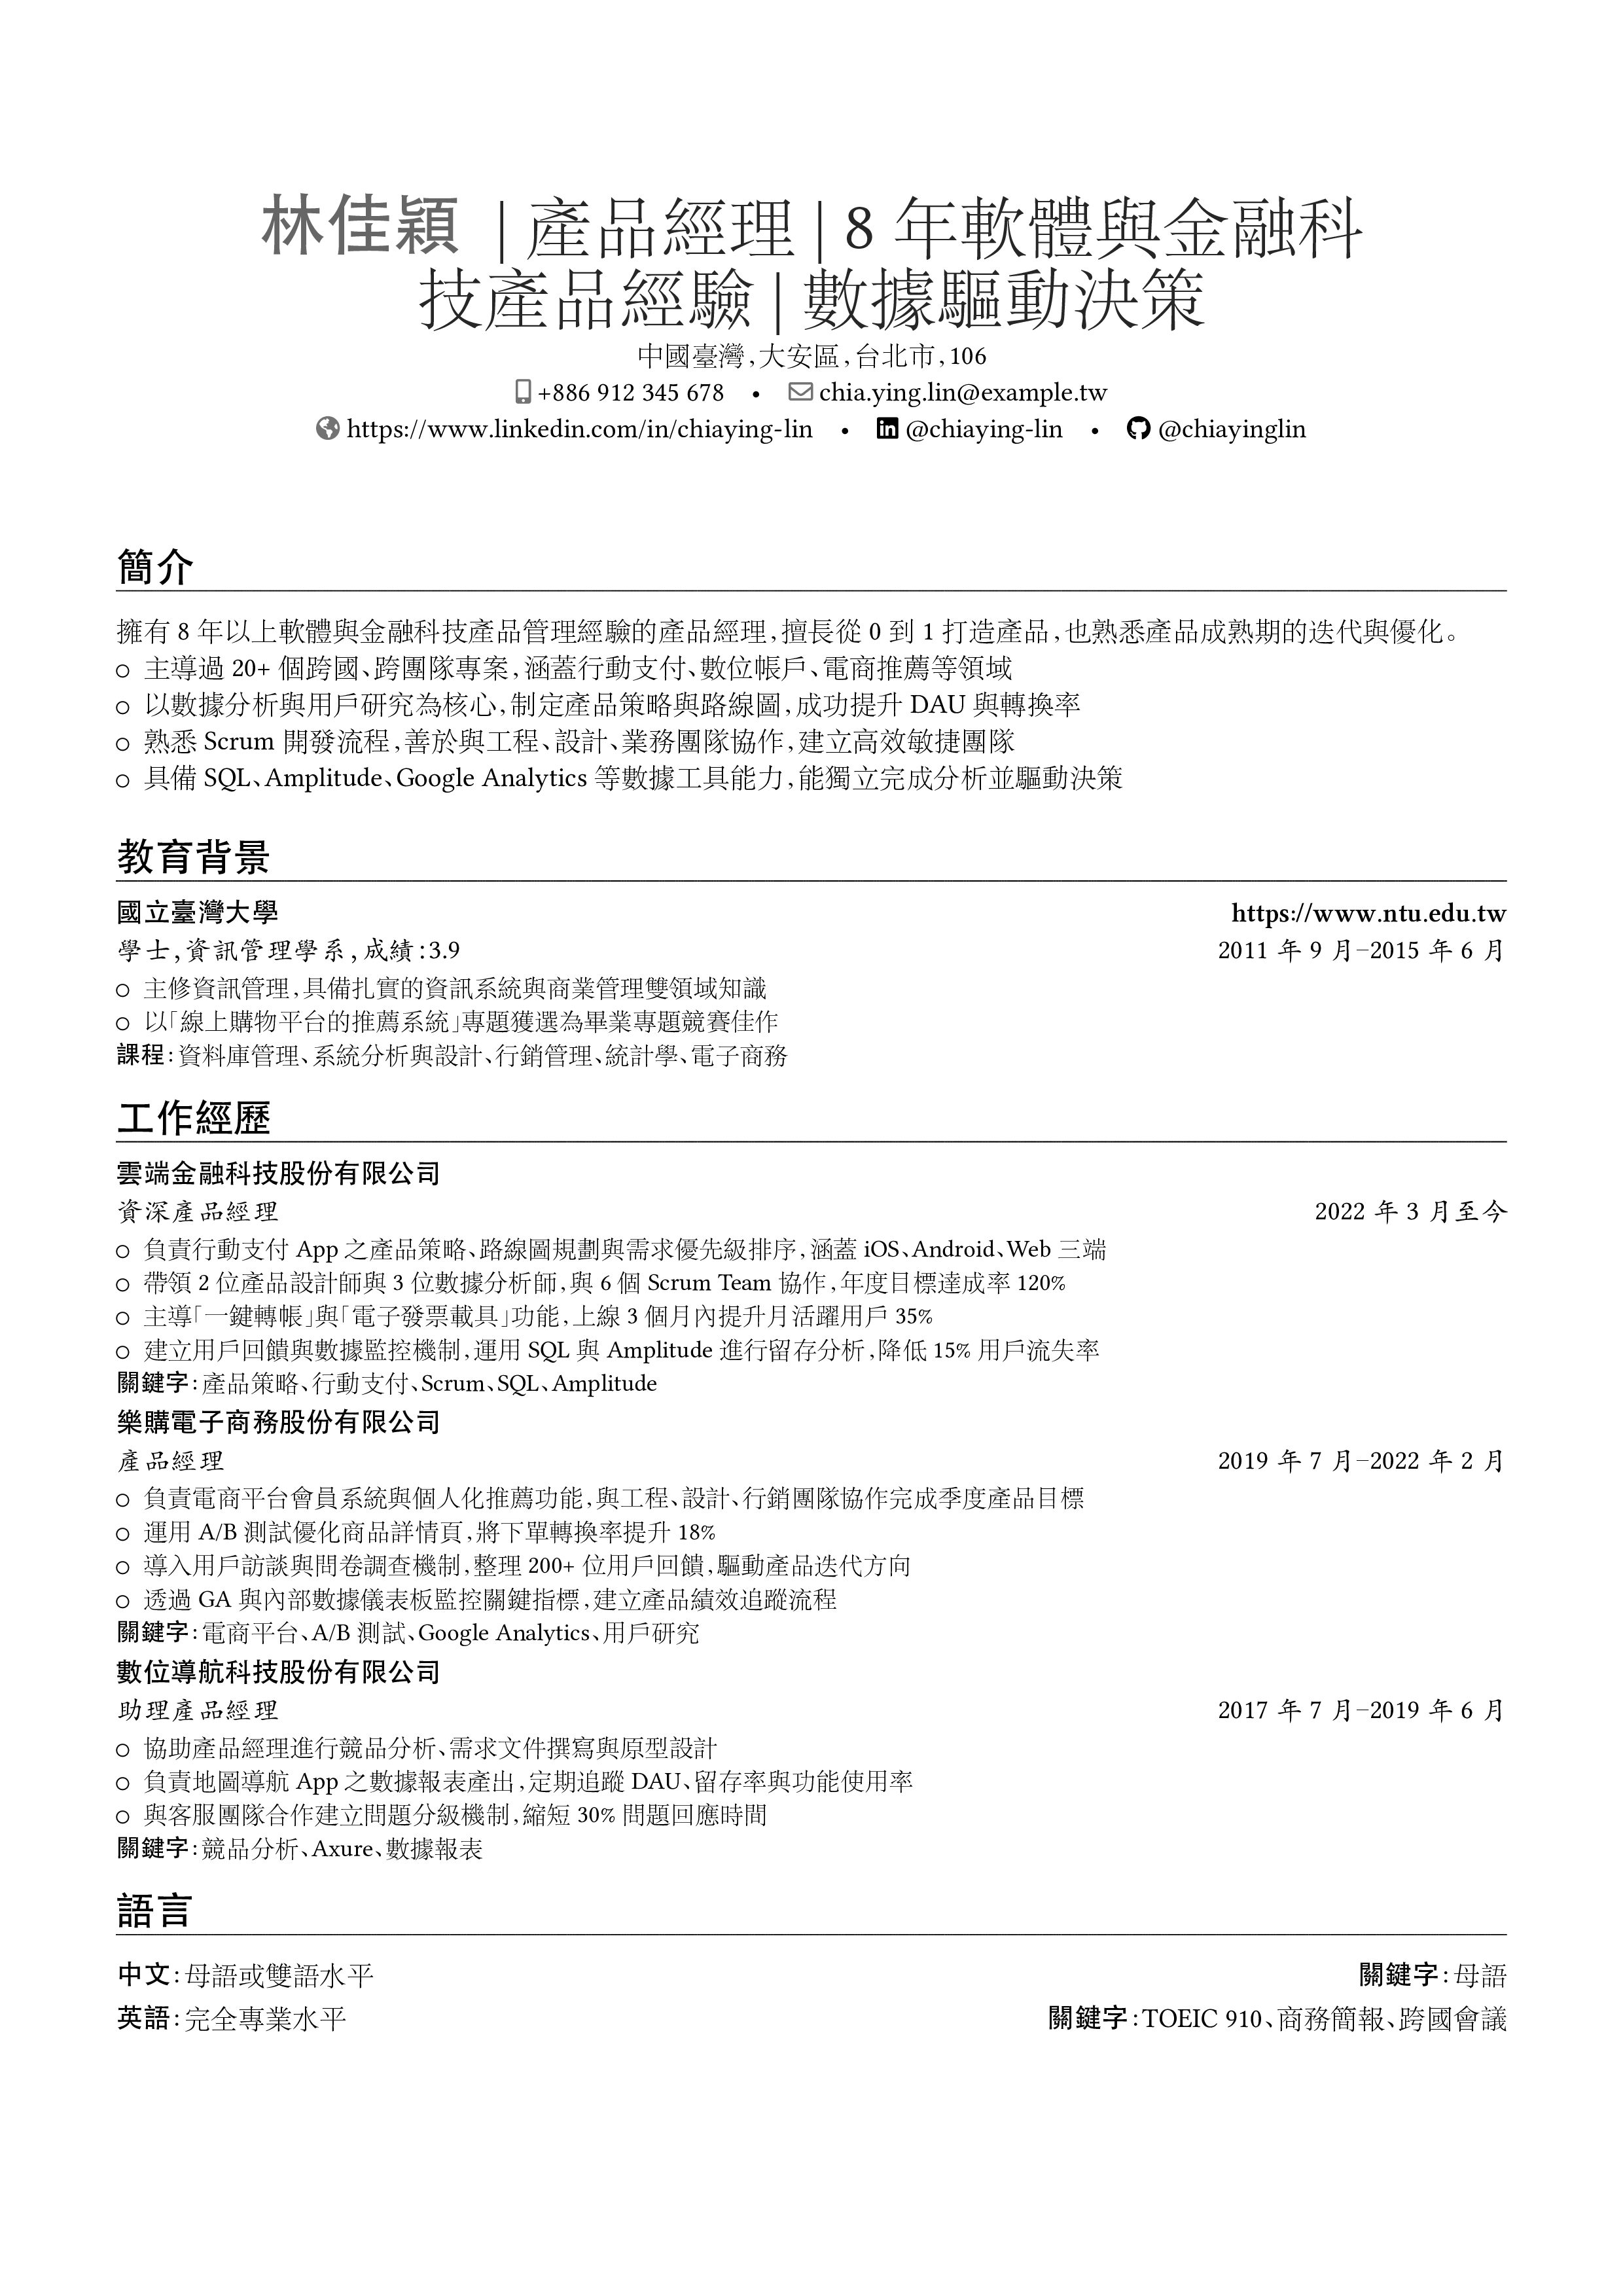 林佳穎 | 產品經理 | 8 年軟體與金融科
技產品經驗 | 數據驅動決策
中國臺灣,大安區,台北市,106
+886 912 345 678 • chia.ying.lin@example.tw
https://www.linkedin.com/in/chiaying-lin • @chiaying-lin • @chiayinglin
簡介
擁有 8 年以上軟體與金融科技產品管理經驗的產品經理,擅長從 0 到 1 打造產品,也熟悉產品成熟期的迭代與優化。
○ 主導過 20+ 個跨國、跨團隊專案,涵蓋行動支付、數位帳戶、電商推薦等領域
○ 以數據分析與用戶研究為核心,制定產品策略與路線圖,成功提升 DAU 與轉換率
○ 熟悉 Scrum 開發流程,善於與工程、設計、業務團隊協作,建立高效敏捷團隊
○ 具備 SQL、Amplitude、Google Analytics 等數據工具能力,能獨立完成分析並驅動決策
教育背景
國立臺灣大學 https://www.ntu.edu.tw
學士,資訊管理學系,成績:3.9 2011 年 9 月–2015 年 6 月
○ 主修資訊管理,具備扎實的資訊系統與商業管理雙領域知識
○ 以「線上購物平台的推薦系統」專題獲選為畢業專題競賽佳作
課程:資料庫管理、系統分析與設計、行銷管理、統計學、電子商務
工作經歷
雲端金融科技股份有限公司
資深產品經理 2022 年 3 月至今
○ 負責行動支付 App 之產品策略、路線圖規劃與需求優先級排序,涵蓋 iOS、Android、Web 三端
○ 帶領 2 位產品設計師與 3 位數據分析師,與 6 個 Scrum Team 協作,年度目標達成率 120%
○ 主導「一鍵轉帳」與「電子發票載具」功能,上線 3 個月內提升月活躍用戶 35%
○ 建立用戶回饋與數據監控機制,運用 SQL 與 Amplitude 進行留存分析,降低 15% 用戶流失率
關鍵字:產品策略、行動支付、Scrum、SQL、Amplitude
樂購電子商務股份有限公司
產品經理 2019 年 7 月–2022 年 2 月
○ 負責電商平台會員系統與個人化推薦功能,與工程、設計、行銷團隊協作完成季度產品目標
○ 運用 A/B 測試優化商品詳情頁,將下單轉換率提升 18%
○ 導入用戶訪談與問卷調查機制,整理 200+ 位用戶回饋,驅動產品迭代方向
○ 透過 GA 與內部數據儀表板監控關鍵指標,建立產品績效追蹤流程
關鍵字:電商平台、A/B 測試、Google Analytics、用戶研究
數位導航科技股份有限公司
助理產品經理 2017 年 7 月–2019 年 6 月
○ 協助產品經理進行競品分析、需求文件撰寫與原型設計
○ 負責地圖導航 App 之數據報表產出,定期追蹤 DAU、留存率與功能使用率
○ 與客服團隊合作建立問題分級機制,縮短 30% 問題回應時間
關鍵字:競品分析、Axure、數據報表
語言
中文:母語或雙語水平 關鍵字:母語
英語:完全專業水平 關鍵字:TOEIC 910、商務簡報、跨國會議